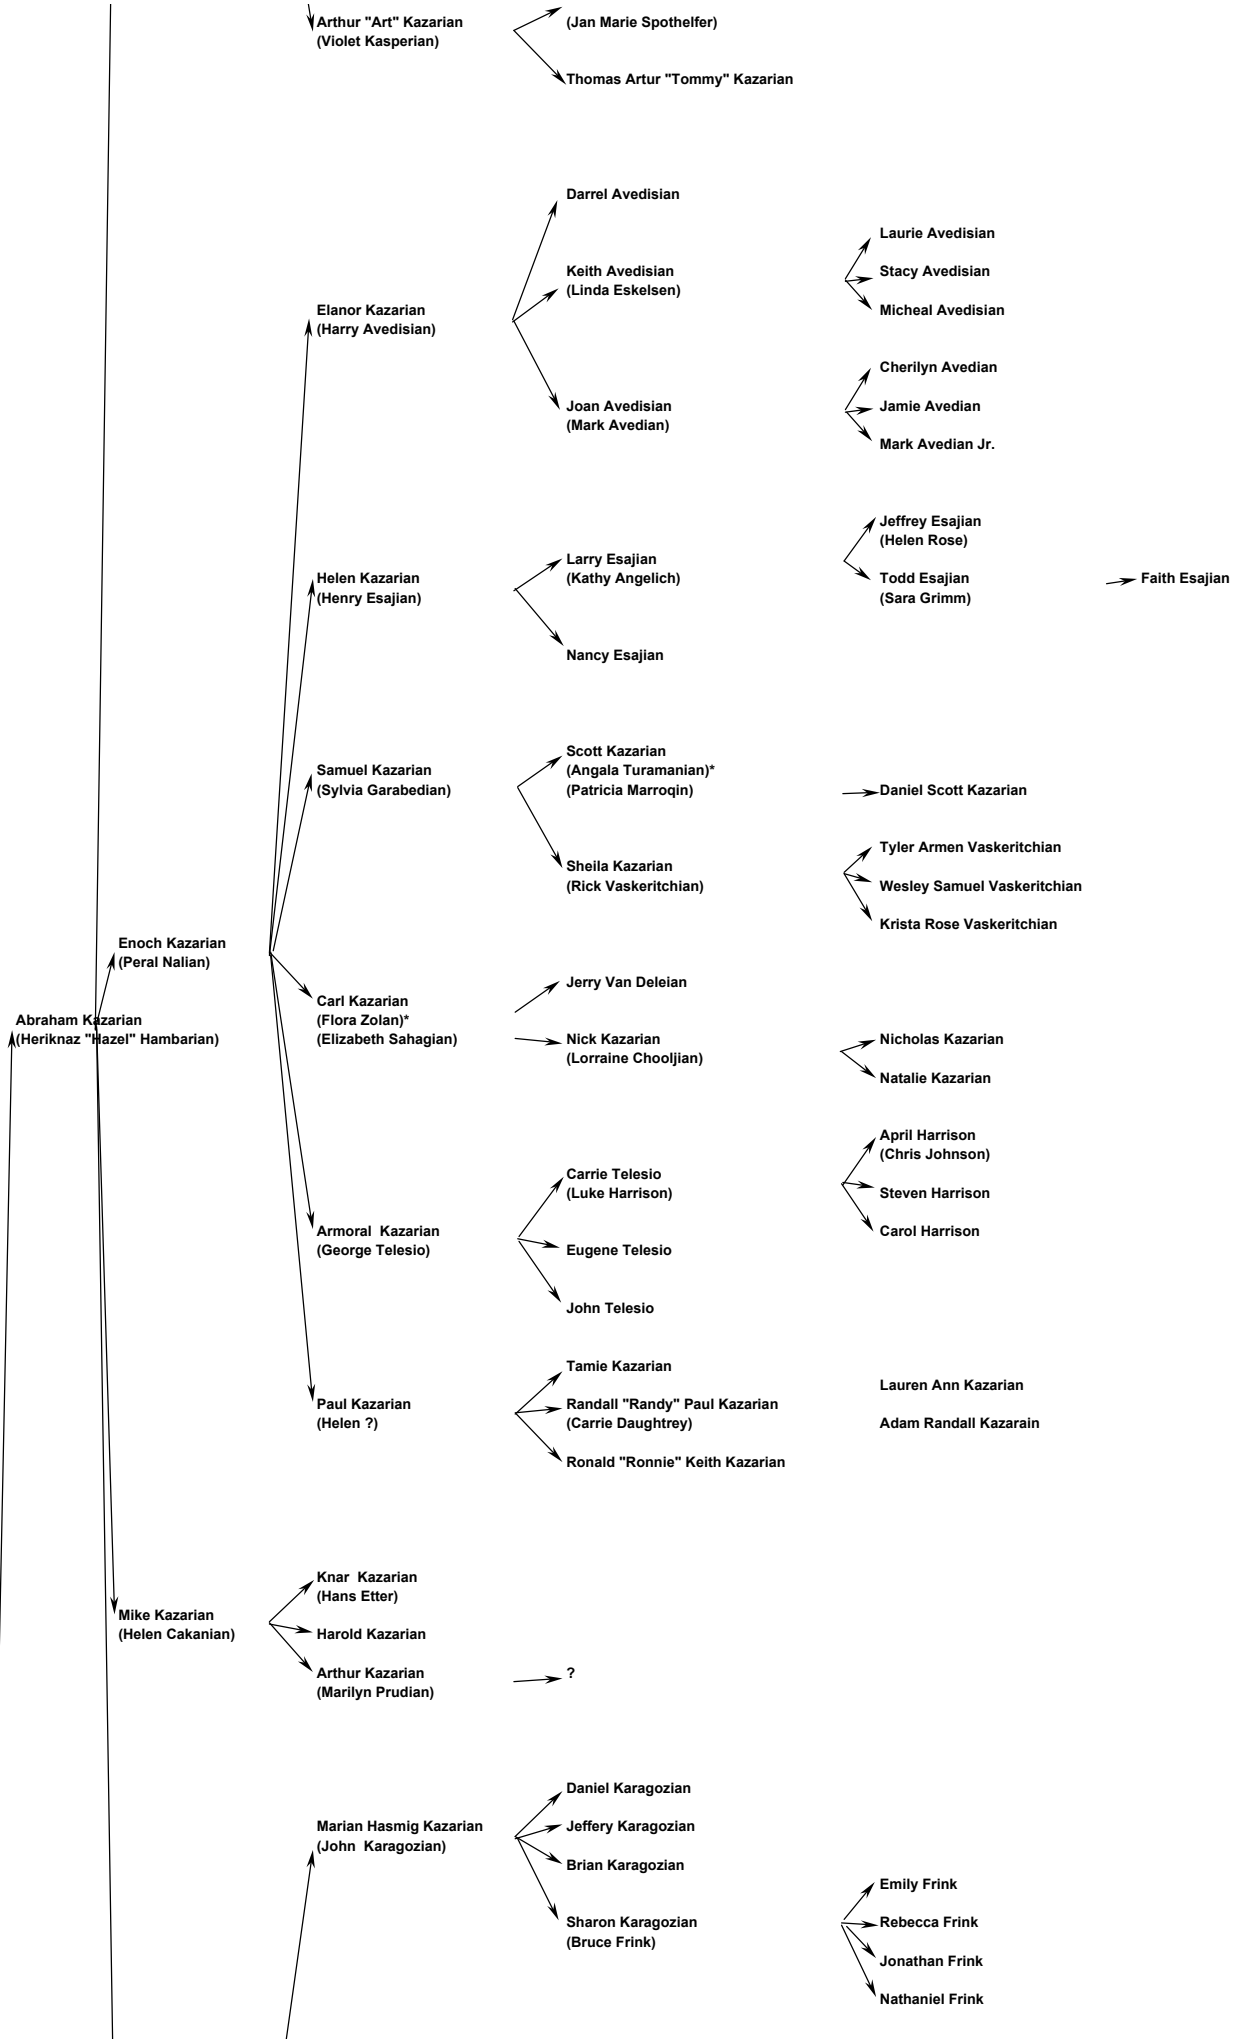 Arthur "Art" Kazarian
(Violet Kasperian)
(Jan Marie Spothelfer)
Thomas Artur "Tommy" Kazarian
Darrel Avedisian
Laurie Avedisian
Keith Avedisian
(Linda Eskelsen)
Stacy Avedisian
Micheal Avedisian
Elanor Kazarian
(Harry Avedisian)
Cherilyn Avedian
Joan Avedisian
(Mark Avedian)
Jamie Avedian
Mark Avedian Jr.
Jeffrey Esajian
(Helen Rose)
Larry Esajian
(Kathy Angelich)
Helen Kazarian
(Henry Esajian)
Todd Esajian
(Sara Grimm)
Faith Esajian
Nancy Esajian
Scott Kazarian
(Angala Turamanian)*
(Patricia Marroqin)
Samuel Kazarian
(Sylvia Garabedian)
Daniel Scott Kazarian
Tyler Armen Vaskeritchian
Sheila Kazarian
(Rick Vaskeritchian)
Wesley Samuel Vaskeritchian
Krista Rose Vaskeritchian
Enoch Kazarian
(Peral Nalian)
Jerry Van Deleian
Carl Kazarian
(Flora Zolan)*
(Elizabeth Sahagian)
Abraham Kazarian
(Heriknaz "Hazel" Hambarian)
Nick Kazarian
(Lorraine Chooljian)
Nicholas Kazarian
Natalie Kazarian
April Harrison
(Chris Johnson)
Carrie Telesio
(Luke Harrison)
Steven Harrison
Carol Harrison
Armoral  Kazarian
(George Telesio)
Eugene Telesio
John Telesio
Tamie Kazarian
Lauren Ann Kazarian
Paul Kazarian
(Helen ?)
Randall "Randy" Paul Kazarian
(Carrie Daughtrey)
Adam Randall Kazarain
Ronald "Ronnie" Keith Kazarian
Knar  Kazarian
(Hans Etter)
Mike Kazarian
(Helen Cakanian)
Harold Kazarian
Arthur Kazarian
(Marilyn Prudian)
?
Daniel Karagozian
Marian Hasmig Kazarian
(John  Karagozian)
Jeffery Karagozian
Brian Karagozian
Emily Frink
Sharon Karagozian
(Bruce Frink)
Rebecca Frink
Jonathan Frink
Nathaniel Frink